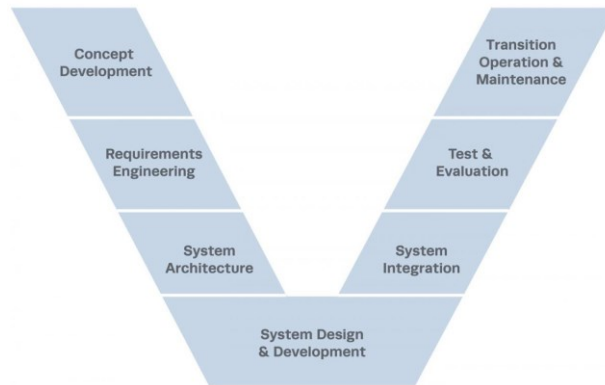 Concept
Development
Transition
Operation &
Maintenance
Requirements
Engineering
Test &
Evaluation
System
Architecture
System
Integration
System Design
& Development